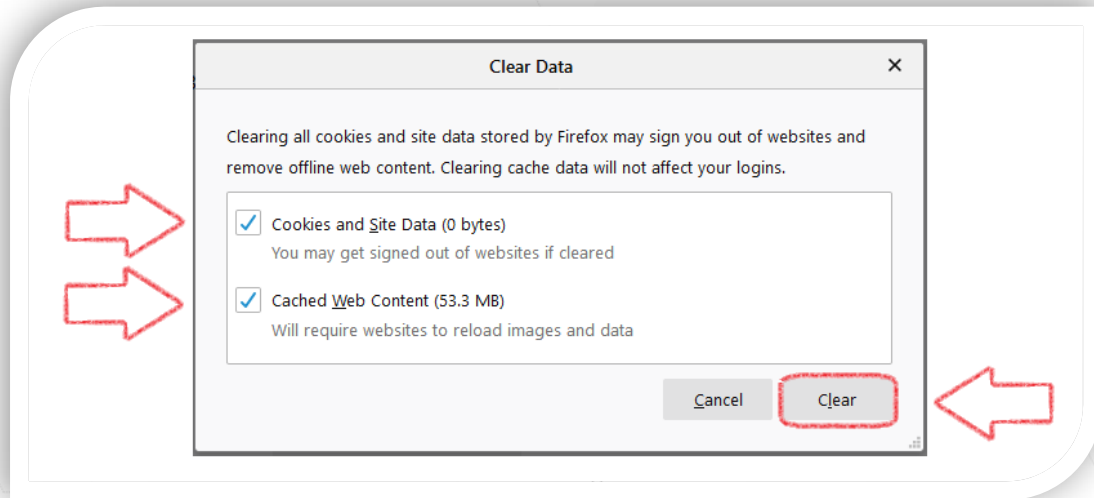 Clear Data
Clearing all cookies and site data stored by Firefox may sign you out of websites and
remove offline web content. Clearing cache data will not affect your logins.
Cookies and Site Data (0 bytes)
You may get signed out of websites if cleared
Cached Web Content (53.3 MB)
Will require websites to reload images and data
Cancel Clear